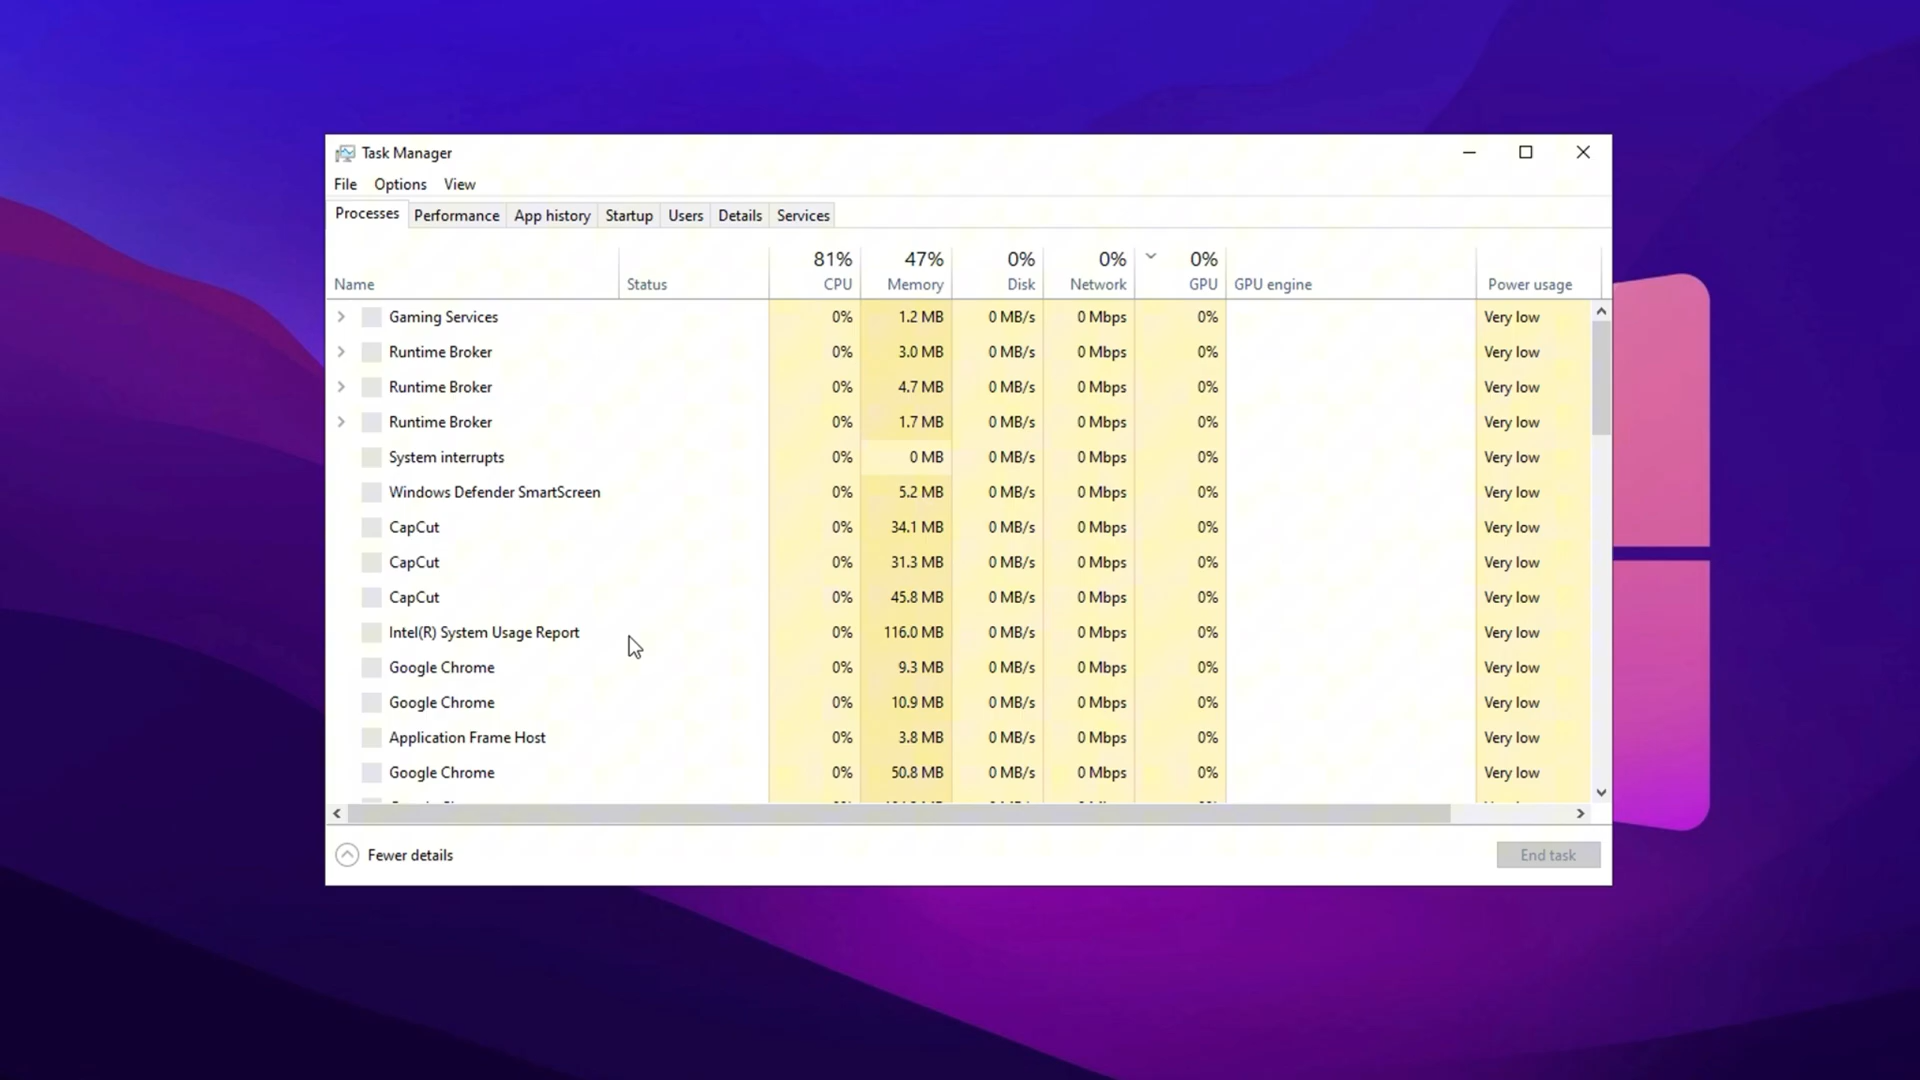 Task Manager
File Options View
Processes Performance App history Startup Users Details Services
81% 47% 0% 0% 0%
Name Status CPU Memory Disk Network GPU GPU engine Power usage
Gaming Services 0% 1.2 MB 0 MB/s 0 Mbps 0% Very low
Runtime Broker 0% 3.0 MB 0 MB/s 0 Mbps 0% Very low
Runtime Broker 0% 4.7 MB 0 MB/s 0 Mbps 0% Very low
Runtime Broker 0% 1.7 MB 0 MB/s 0 Mbps 0% Very low
System interrupts 0% 0 MB 0 MB/s 0 Mbps 0% Very low
Windows Defender SmartScreen 0% 5.2 MB 0 MB/s 0 Mbps 0% Very low
CapCut 0% 34.1 MB 0 MB/s 0 Mbps 0% Very low
CapCut 0% 31.3 MB 0 MB/s 0 Mbps 0% Very low
CapCut 0% 45.8 MB 0 MB/s 0 Mbps 0% Very low
Intel(R) System Usage Report 0% 116.0 MB 0 MB/s 0 Mbps 0% Very low
Google Chrome 0% 9.3 MB 0 MB/s 0 Mbps 0% Very low
Google Chrome 0% 10.9 MB 0 MB/s 0 Mbps 0% Very low
Application Frame Host 0% 3.8 MB 0 MB/s 0 Mbps 0% Very low
Google Chrome 0% 50.8 MB 0 MB/s 0 Mbps 0% Very low
Fewer details End task